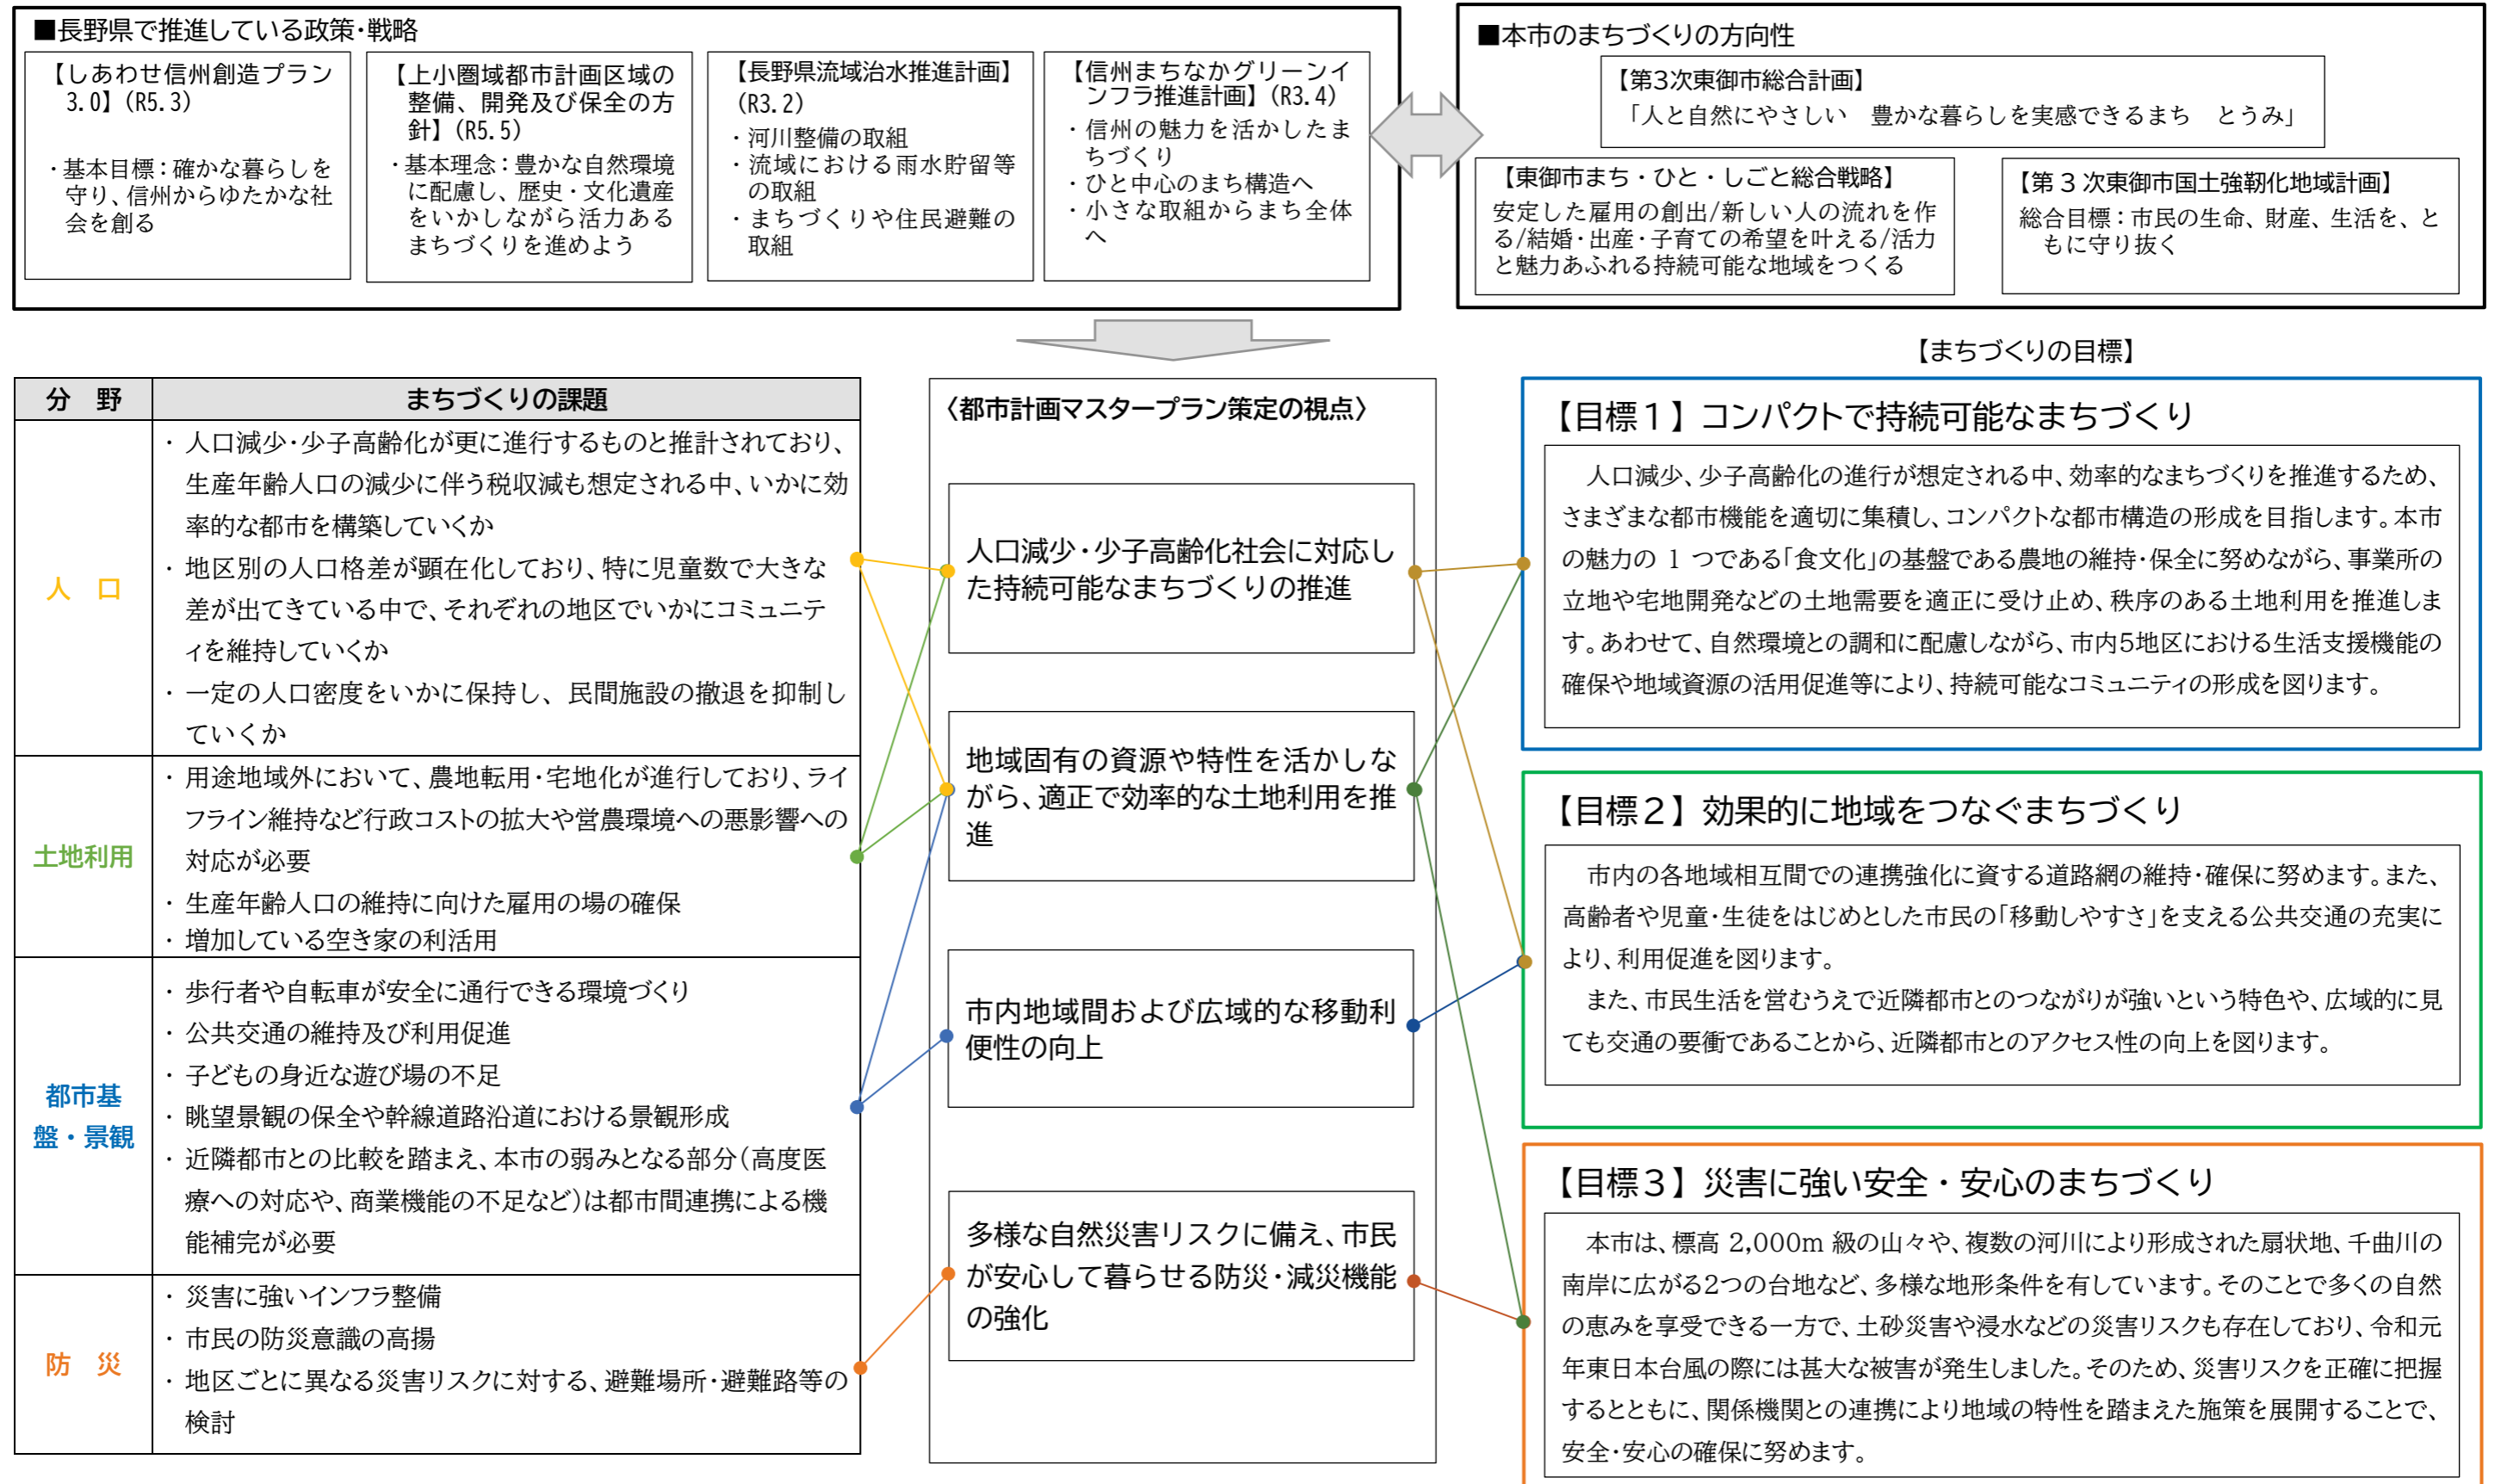 ■長野県で推進している政策・戦略
【しあわせ信州創造プラン
3.0】(R5.3)
・基本目標：確かな暮らしを
守り、信州からゆたかな社
会を創る
【上小圏域都市計画区域の
整備、開発及び保全の方
針】(R5.5)
・基本理念：豊かな自然環境
に配慮し、歴史・文化遺産
をいかしながら活力ある
まちづくりを進めよう
【長野県流域治水推進計画】
(R3.2)
・河川整備の取組
・流域における雨水貯留等
の取組
・まちづくりや住民避難の
取組
【信州まちなかグリーンイ
ンフラ推進計画】(R3.4)
・信州の魅力を活かしたま
ちづくり
・ひと中心のまち構造へ
・小さな取組からまち全体
へ
■本市のまちづくりの方向性
【第3次東御市総合計画】
「人と自然にやさしい　豊かな暮らしを実感できるまち　とうみ」
【東御市まち・ひと・しごと総合戦略】
安定した雇用の創出/新しい人の流れを作
る/結婚・出産・子育ての希望を叶える/活力
と魅力あふれる持続可能な地域をつくる
【第３次東御市国土強靭化地域計画】
総合目標：市民の生命、財産、生活を、と
もに守り抜く
分　野
まちづくりの課題
人　口
・人口減少・少子高齢化が更に進行するものと推計されており、
生産年齢人口の減少に伴う税収減も想定される中、いかに効
率的な都市を構築していくか
・地区別の人口格差が顕在化しており、特に児童数で大きな
差が出てきている中で、それぞれの地区でいかにコミュニテ
ィを維持していくか
・一定の人口密度をいかに保持し、民間施設の撤退を抑制し
ていくか
土地利用
・用途地域外において、農地転用・宅地化が進行しており、ライ
フライン維持など行政コストの拡大や営農環境への悪影響への
対応が必要
・生産年齢人口の維持に向けた雇用の場の確保
・増加している空き家の利活用
都市基
盤・景観
・歩行者や自転車が安全に通行できる環境づくり
・公共交通の維持及び利用促進
・子どもの身近な遊び場の不足
・眺望景観の保全や幹線道路沿道における景観形成
・近隣都市との比較を踏まえ、本市の弱みとなる部分（高度医
療への対応や、商業機能の不足など）は都市間連携による機
能補完が必要
防　災
・災害に強いインフラ整備
・市民の防災意識の高揚
・地区ごとに異なる災害リスクに対する、避難場所・避難路等の
検討
〈都市計画マスタープラン策定の視点〉
人口減少・少子高齢化社会に対応し
た持続可能なまちづくりの推進
地域固有の資源や特性を活かしな
がら、適正で効率的な土地利用を推
進
市内地域間および広域的な移動利
便性の向上
多様な自然災害リスクに備え、市民
が安心して暮らせる防災・減災機能
の強化
【まちづくりの目標】
【目標１】コンパクトで持続可能なまちづくり
人口減少、少子高齢化の進行が想定される中、効率的なまちづくりを推進するため、
さまざまな都市機能を適切に集積し、コンパクトな都市構造の形成を目指します。本市
の魅力の 1 つである「食文化」の基盤である農地の維持・保全に努めながら、事業所の
立地や宅地開発などの土地需要を適正に受け止め、秩序のある土地利用を推進しま
す。あわせて、自然環境との調和に配慮しながら、市内5地区における生活支援機能の
確保や地域資源の活用促進等により、持続可能なコミュニティの形成を図ります。
【目標２】効果的に地域をつなぐまちづくり
市内の各地域相互間での連携強化に資する道路網の維持・確保に努めます。また、
高齢者や児童・生徒をはじめとした市民の「移動しやすさ」を支える公共交通の充実に
より、利用促進を図ります。
また、市民生活を営むうえで近隣都市とのつながりが強いという特色や、広域的に見
ても交通の要衝であることから、近隣都市とのアクセス性の向上を図ります。
【目標３】災害に強い安全・安心のまちづくり
本市は、標高 2,000m 級の山々や、複数の河川により形成された扇状地、千曲川の
南岸に広がる2つの台地など、多様な地形条件を有しています。そのことで多くの自然
の恵みを享受できる一方で、土砂災害や浸水などの災害リスクも存在しており、令和元
年東日本台風の際には甚大な被害が発生しました。そのため、災害リスクを正確に把握
するとともに、関係機関との連携により地域の特性を踏まえた施策を展開することで、
安全・安心の確保に努めます。